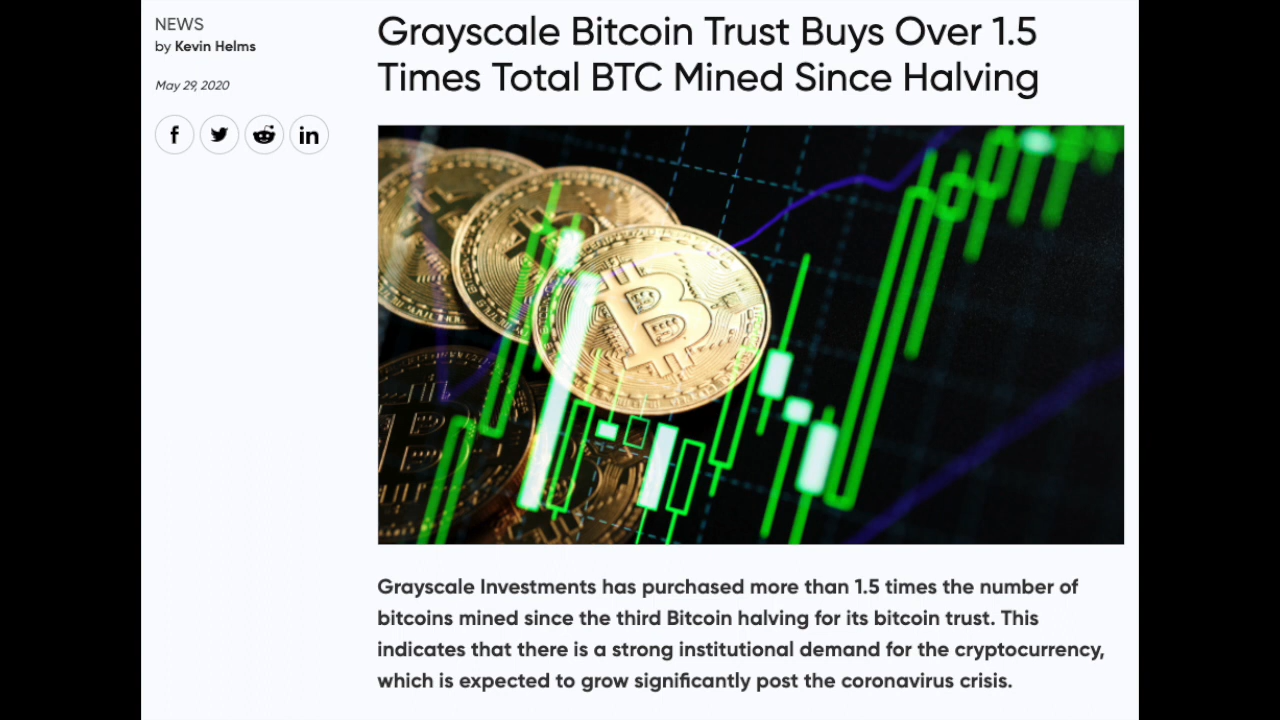 NEWS
by Kevin Helms
May 29, 2020
Grayscale Bitcoin Trust Buys Over 1.5
Times Total BTC Mined Since Halving
Grayscale Investments has purchased more than 1.5 times the number of
bitcoins mined since the third Bitcoin halving for its bitcoin trust. This
indicates that there is a strong institutional demand for the cryptocurrency,
which is expected to grow significantly post the coronavirus crisis.